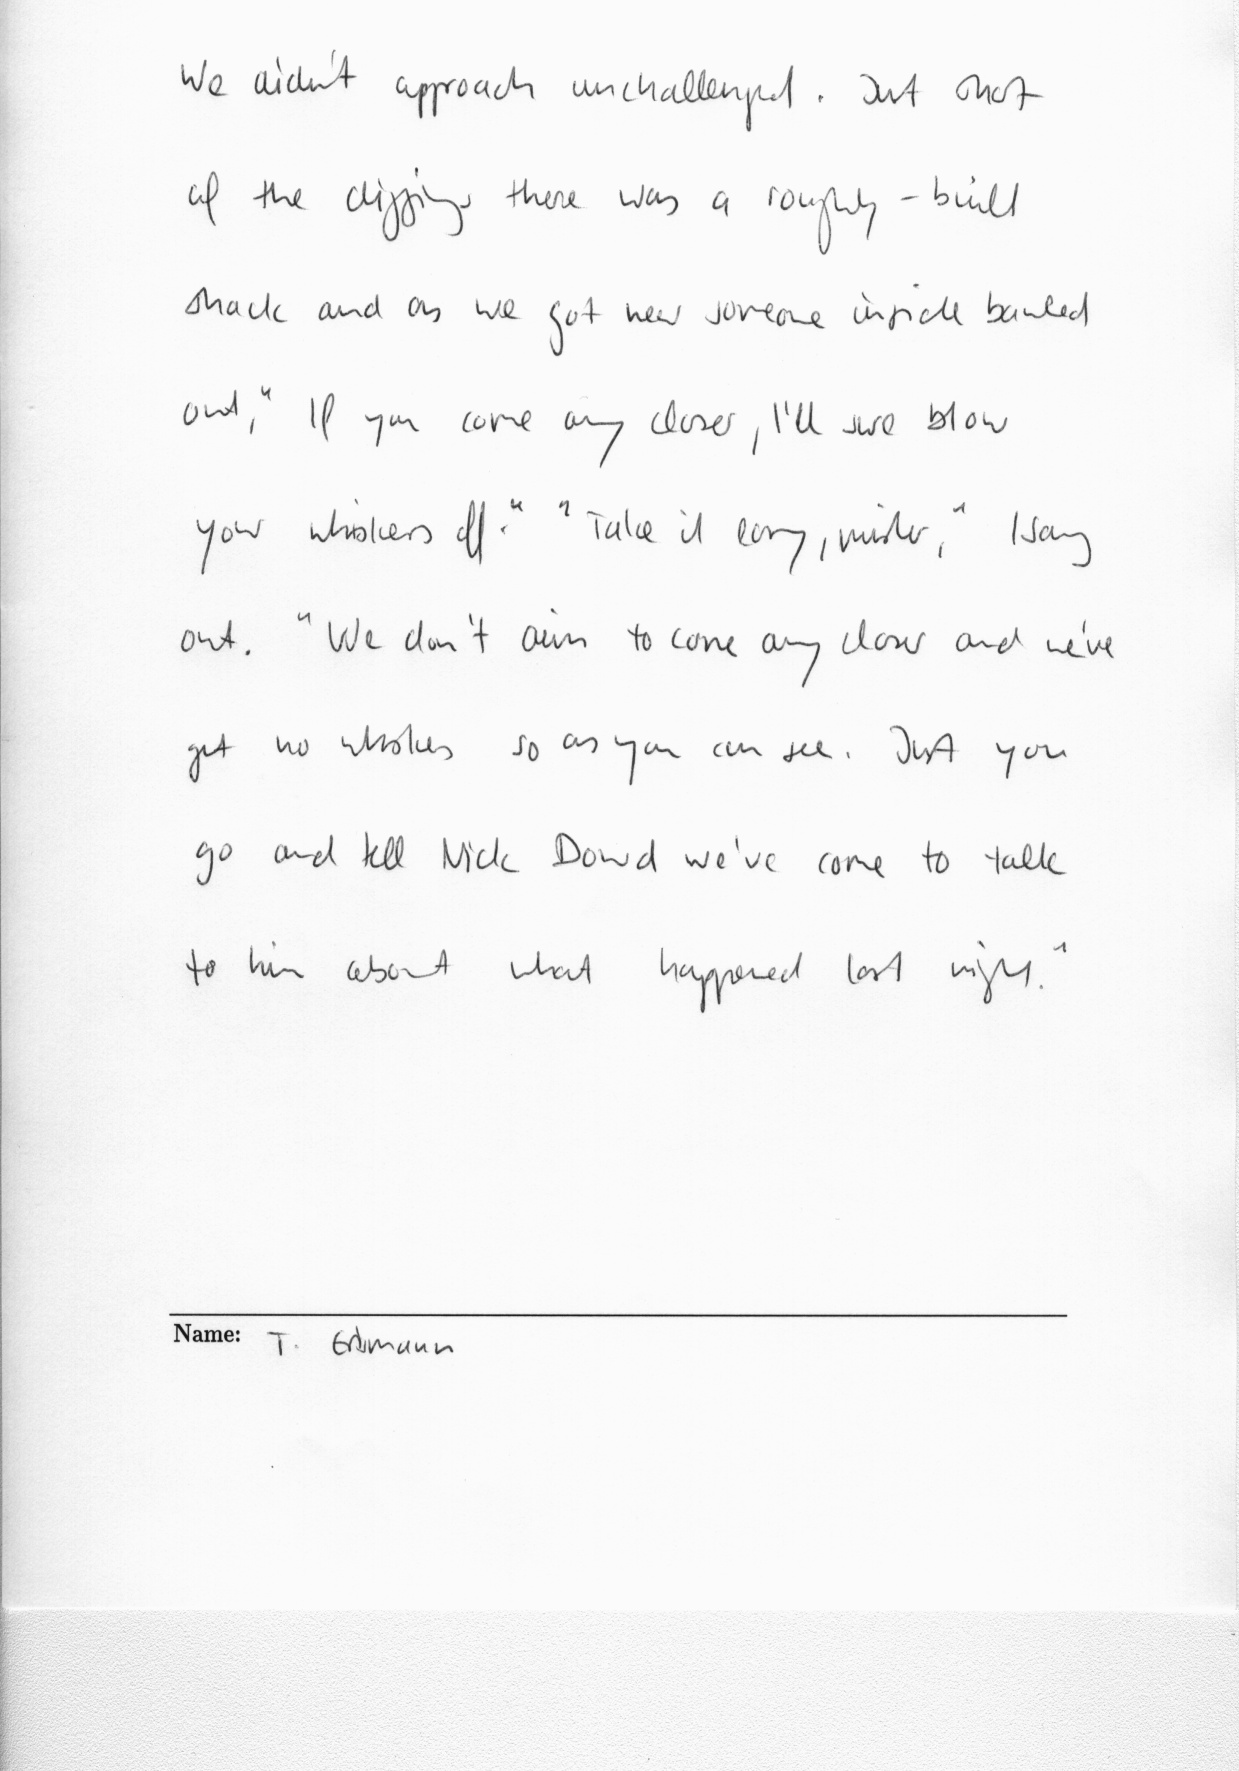 We didn't approach unchallenged. Just short
of the diggings there was a roughly-built
shack and as we got near someone inside bawled
out, "If you come any closer, I'll sure blow
your whiskers off." "Take it easy, mister," I sang
out. "We don't aim to come any closer and we've
got no whiskers so as you can see. Just you
go and tell Nick Dowd we've come to talk
to him about what happened last night."
Name: T. Erdmann